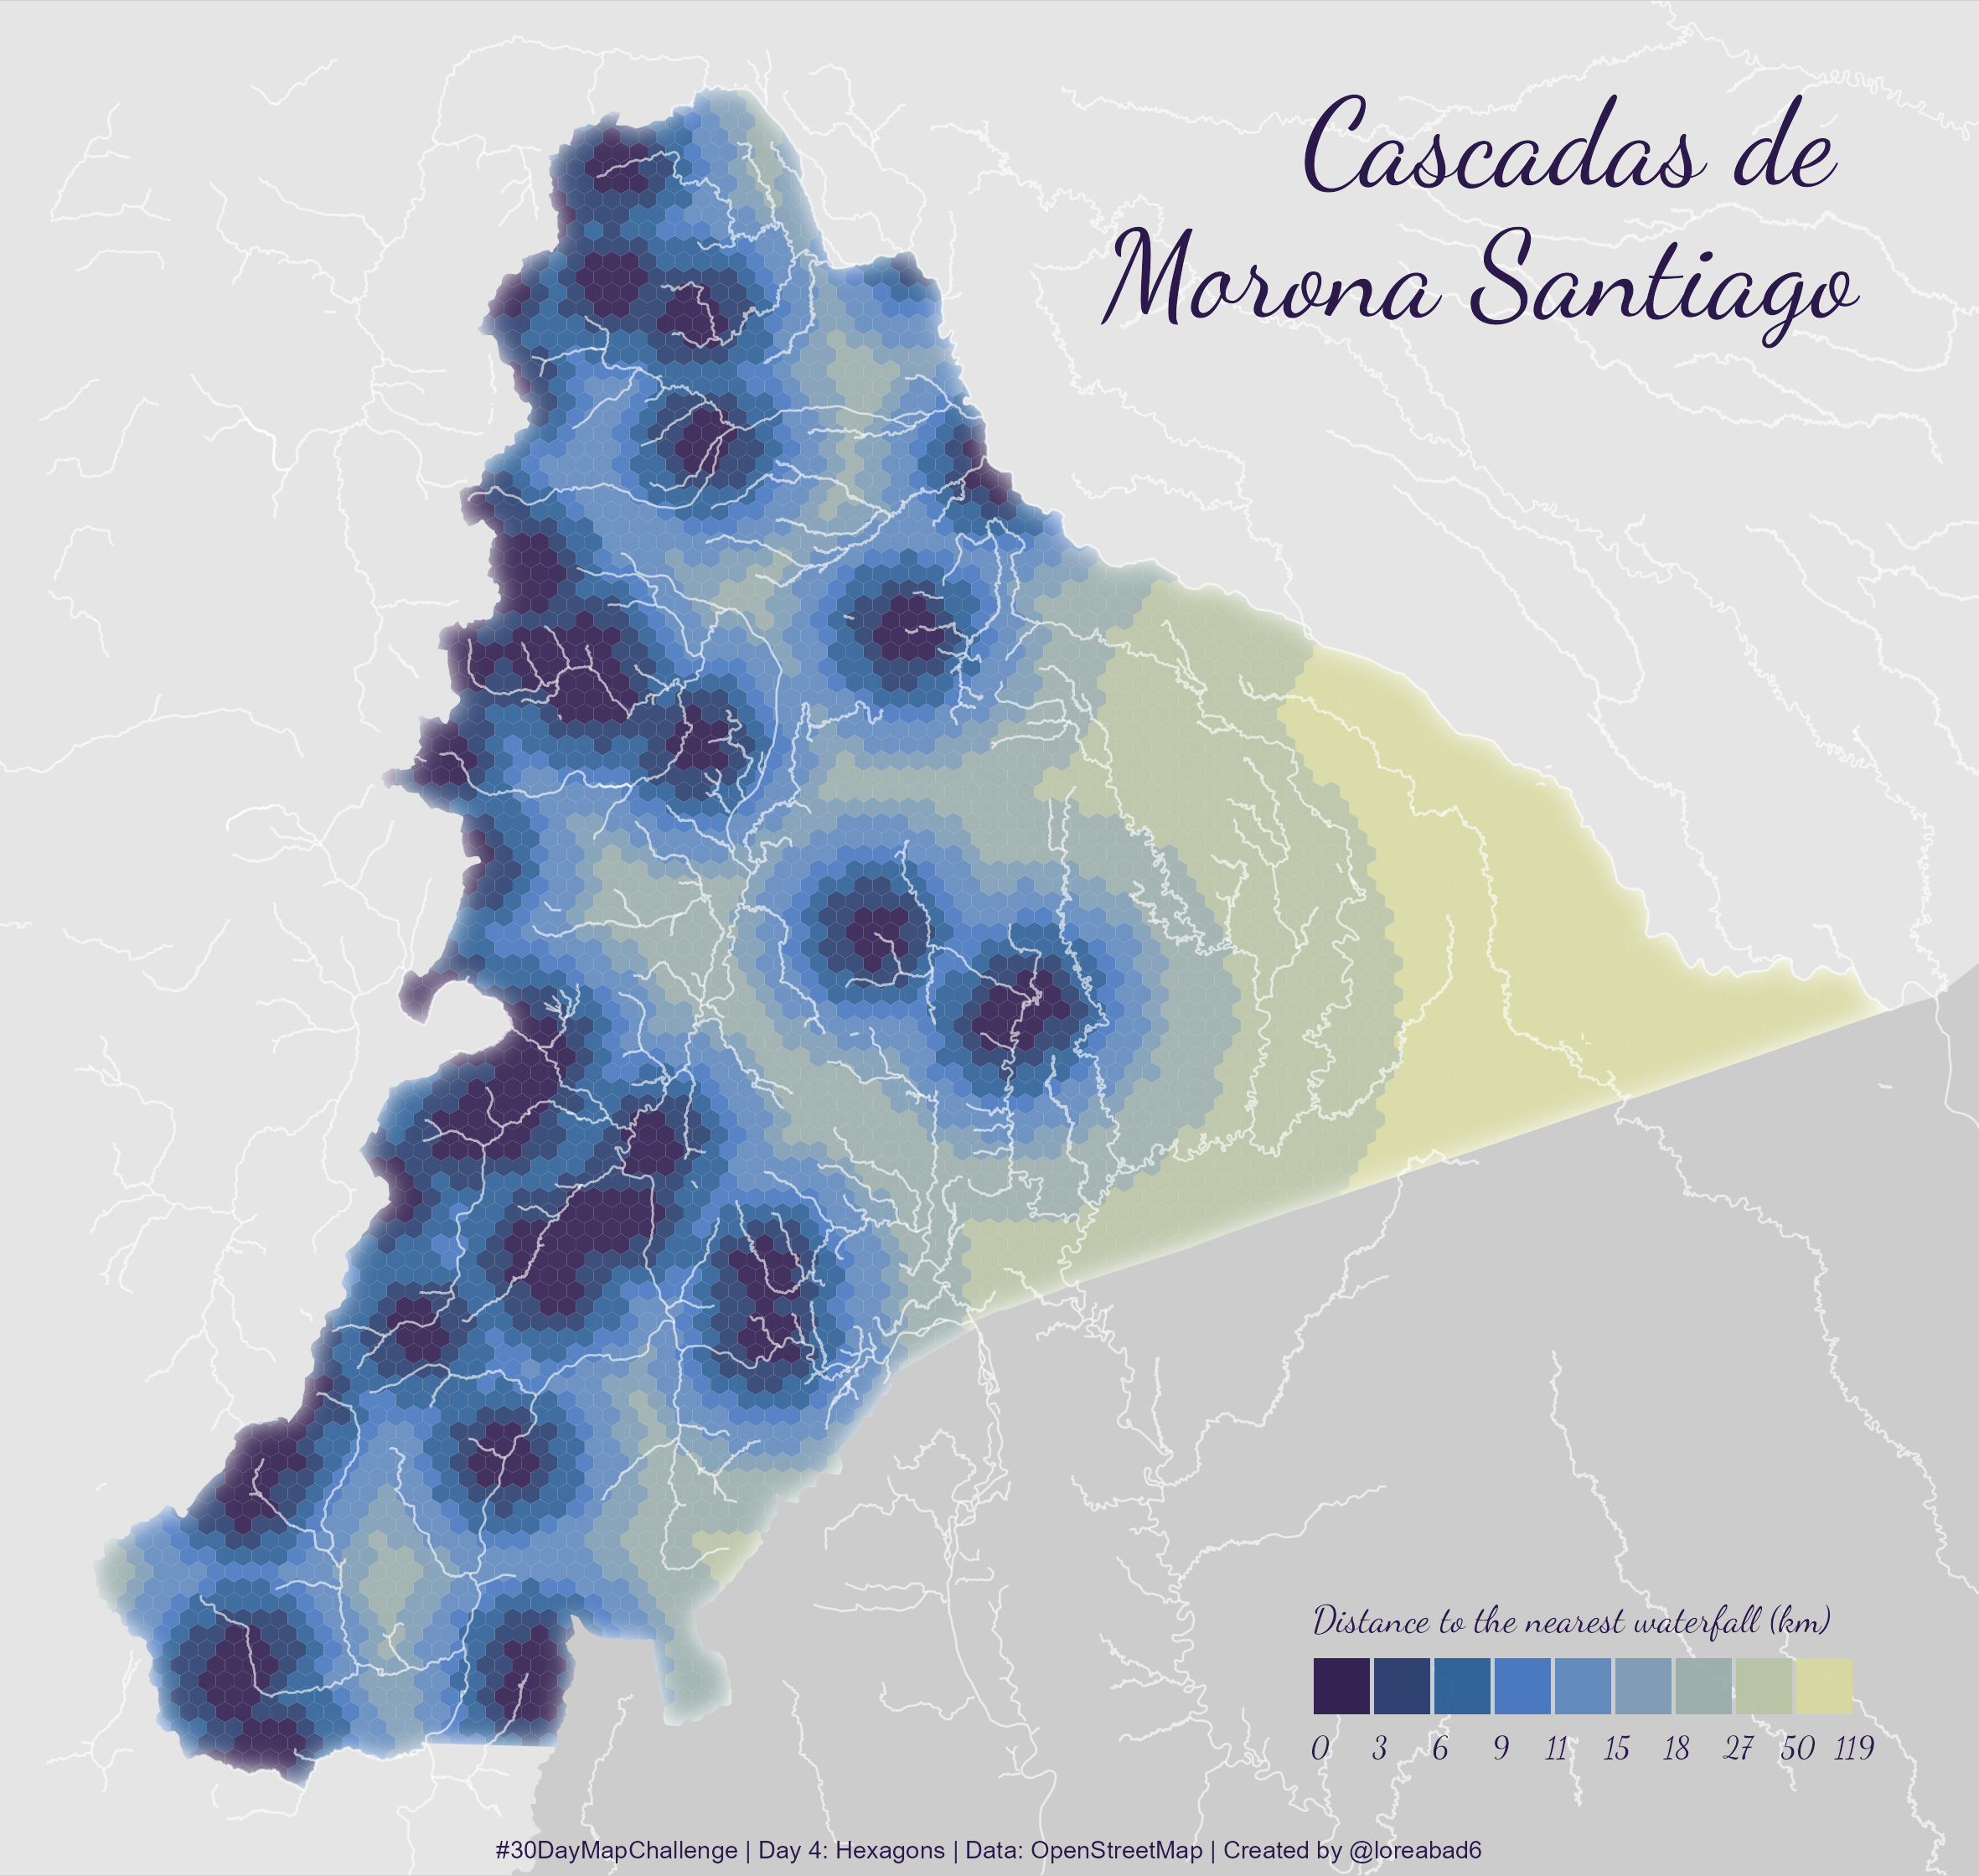 Cascadas de
Morona Santiago
Distance to the nearest waterfall (km)
0 3 6 9 11 15 18 27 50 119
#30DayMapChallenge | Day 4: Hexagons | Data: OpenStreetMap | Created by @loreabad6